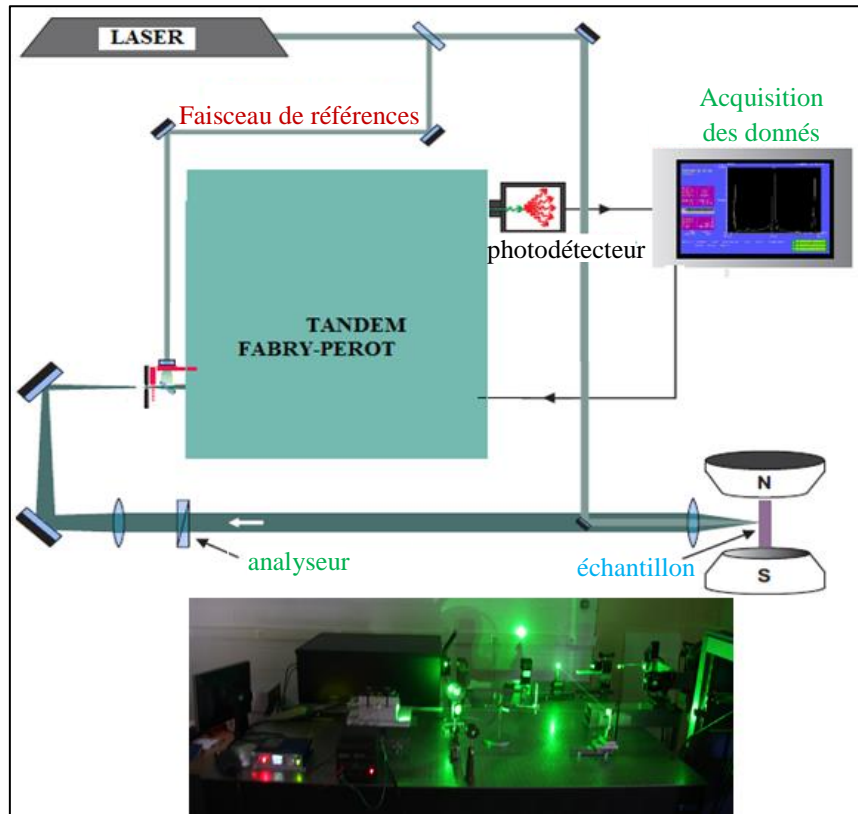 LASER
Faisceau de références
Acquisition
des donnés
photodétecteur
TANDEM
FABRY-PEROT
N
analyseur
échantillon
S